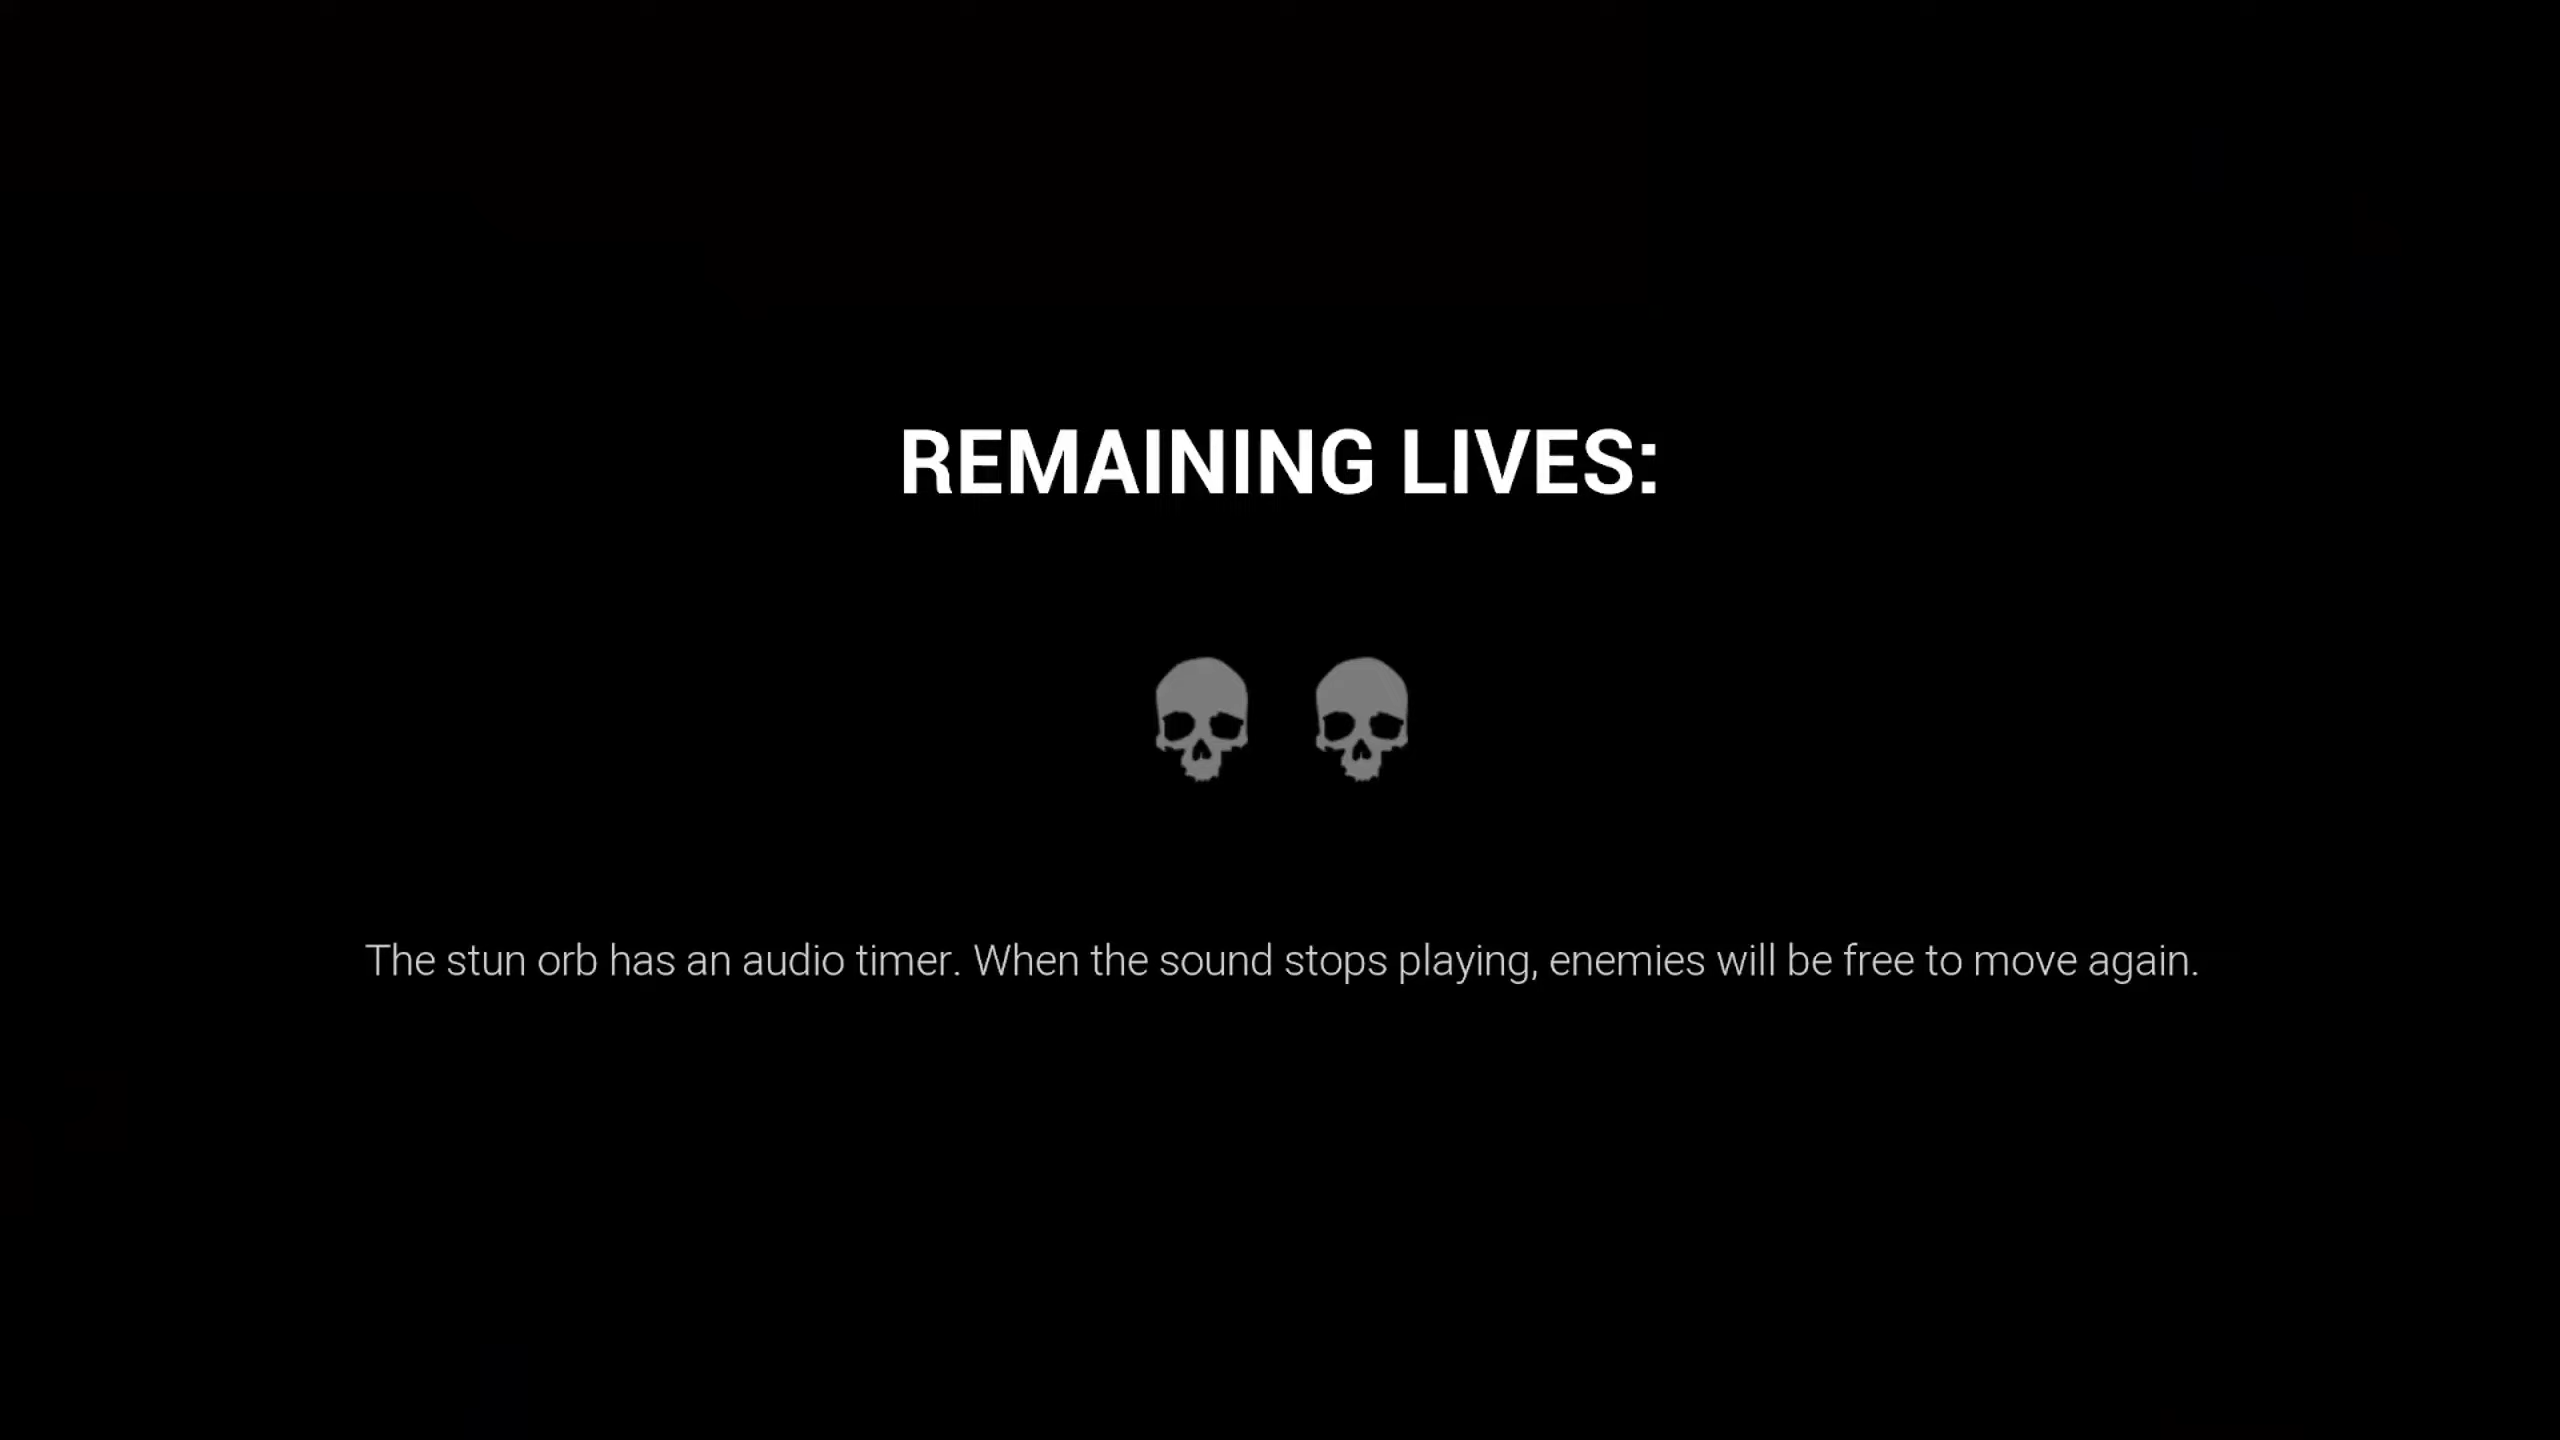 REMAINING LIVES:
The stun orb has an audio timer. When the sound stops playing, enemies will be free to move again.